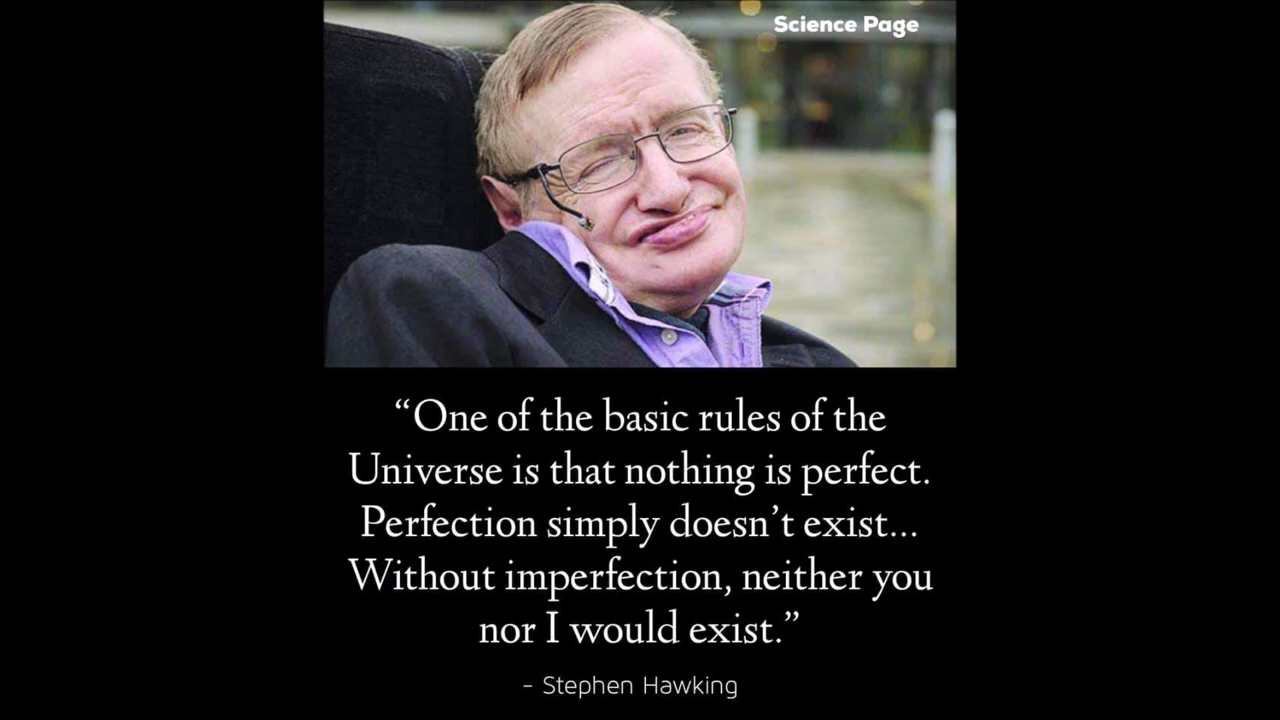 Science Page
“One of the basic rules of the
Universe is that nothing is perfect.
Perfection simply doesn’t exist...
Without imperfection, neither you
nor I would exist.”
- Stephen Hawking